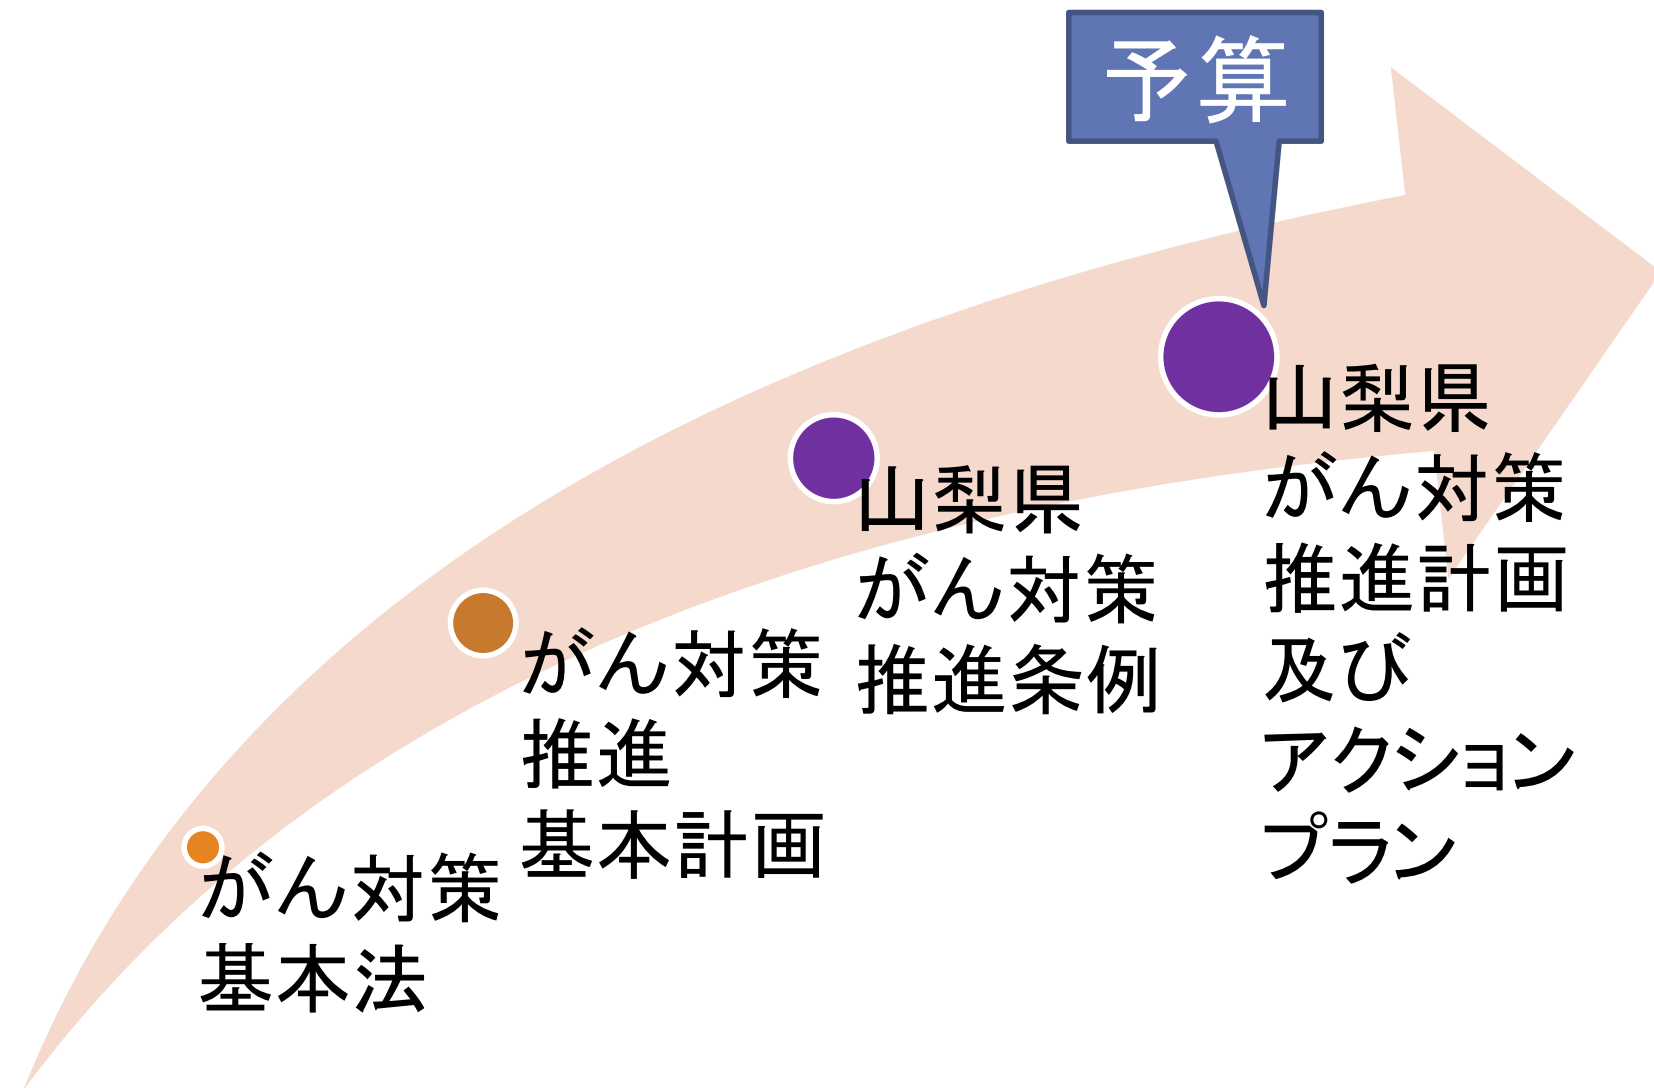 予算
がん対策
基本法
がん対策
推進
基本計画
山梨県
がん対策
推進条例
山梨県
がん対策
推進計画
及び
アクション
プラン